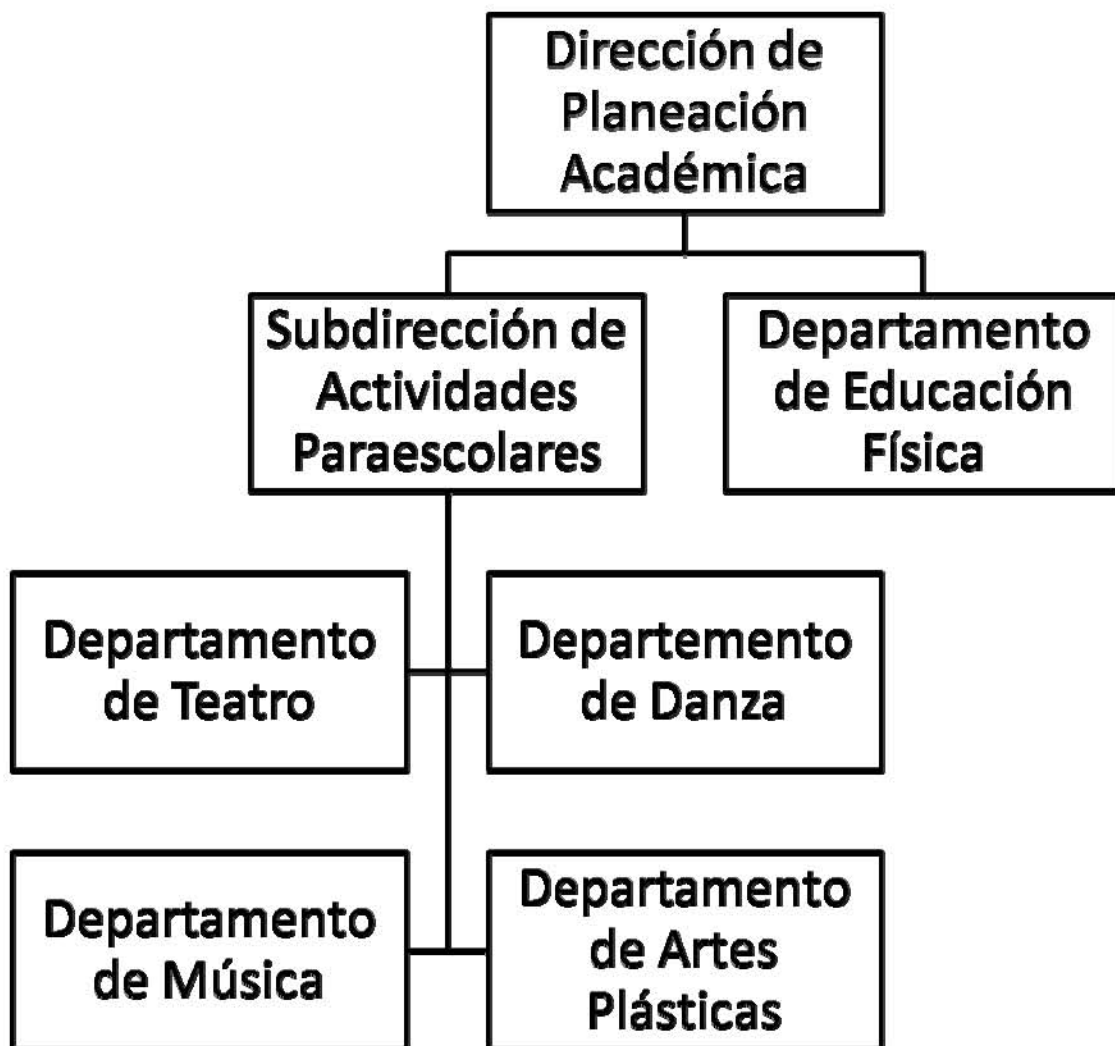 Dirección de
Planeación
Académica
Subdirección de
Actividades
Paraescolares
Departamento
de Educación
Física
Departamento
de Teatro
Departemento
de Danza
Departamento
de Música
Departamento
de Artes
Plásticas